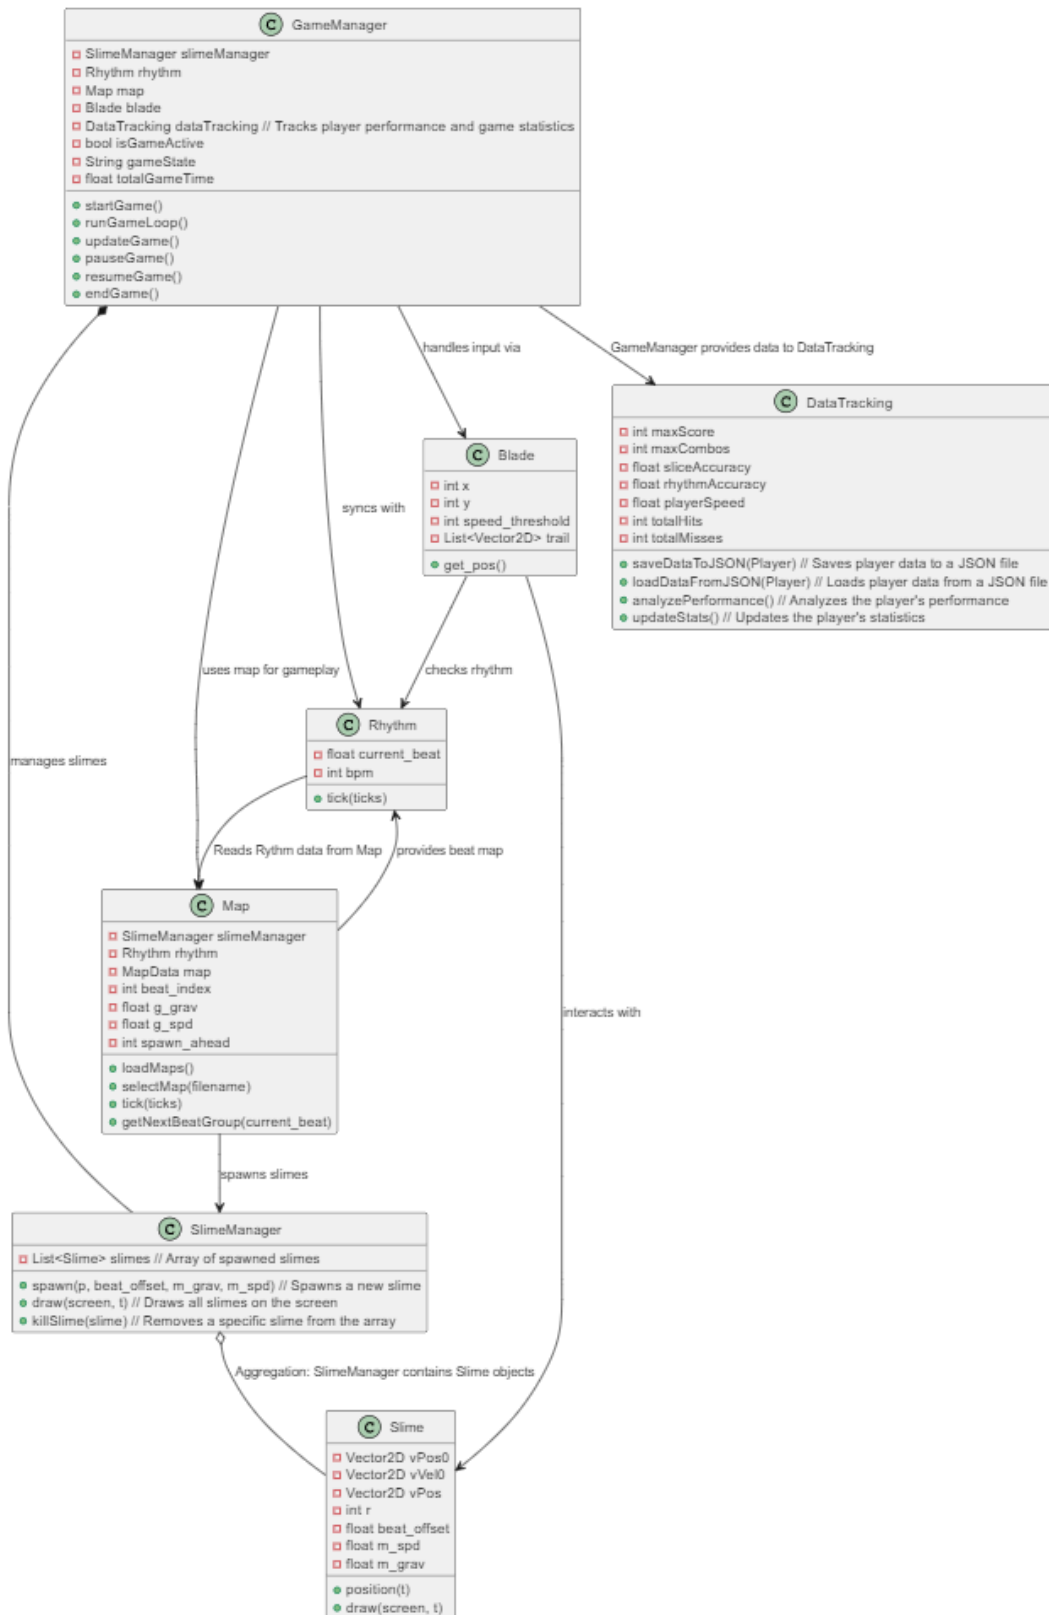 C GameManager
SlimeManager slimeManager
Rhythm rhythm
Map map
Blade blade
DataTracking dataTracking // Tracks player performance and game statistics
bool isGameActive
String gameState
float totalGameTime
startGame()
runGameLoop()
updateGame()
pauseGame()
resumeGame()
endGame()
handles input via
GameManager provides data to DataTracking
C DataTracking
int maxScore
int maxCombos
float sliceAccuracy
float rhythmAccuracy
float playerSpeed
int totalHits
int totalMisses
saveDataToJSON(Player) // Saves player data to a JSON file
loadDataFromJSON(Player) // Loads player data from a JSON file
analyzePerformance() // Analyzes the player's performance
updateStats() // Updates the player's statistics
C Blade
int x
int y
int speed_threshold
List<Vector2D> trail
get_pos()
syncs with
uses map for gameplay
checks rhythm
C Rhythm
float current_beat
int bpm
tick(ticks)
manages slimes
Reads Rythm data from Map
provides beat map
C Map
SlimeManager slimeManager
Rhythm rhythm
MapData map
int beat_index
float g_grav
float g_spd
int spawn_ahead
loadMaps()
selectMap(filename)
tick(ticks)
getNextBeatGroup(current_beat)
interacts with
spawns slimes
C SlimeManager
List<Slime> slimes // Array of spawned slimes
spawn(p, beat_offset, m_grav, m_spd) // Spawns a new slime
draw(screen, t) // Draws all slimes on the screen
killSlime(slime) // Removes a specific slime from the array
Aggregation: SlimeManager contains Slime objects
C Slime
Vector2D vPos0
Vector2D vVel0
Vector2D vPos
int r
float beat_offset
float m_spd
float m_grav
position(t)
draw(screen, t)